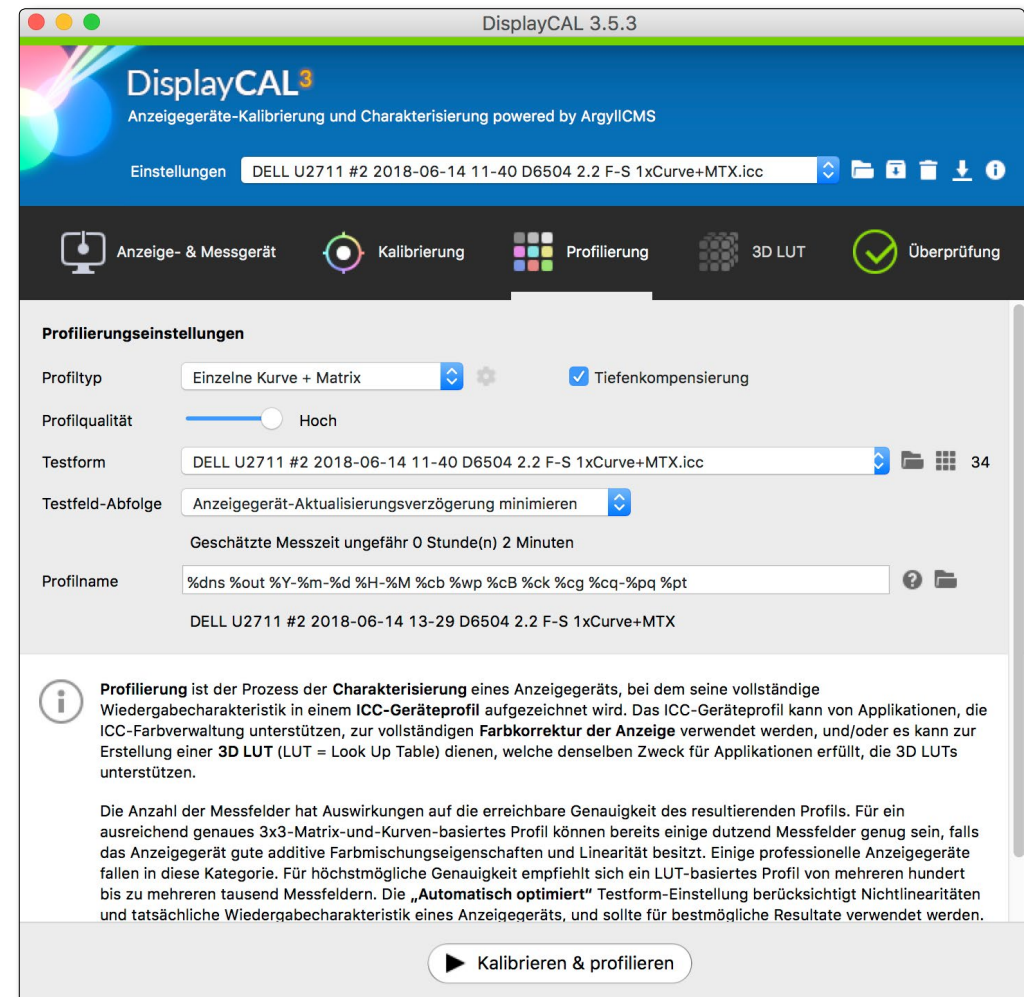 DisplayCAL 3.5.3
DisplayCAL3
Anzeigegeräte-Kalibrierung und Charakterisierung powered by ArgyllCMS
Einstellungen DELL U2711 #2 2018-06-14 11-40 D6504 2.2 F-S 1xCurve+MTX.icc
Anzeige- & Messgerät Kalibrierung Profilierung 3D LUT Überprüfung
Profilierungseinstellungen
Profiltyp Einzelne Kurve + Matrix Tiefenkompensierung
Profilqualität Hoch
Testform DELL U2711 #2 2018-06-14 11-40 D6504 2.2 F-S 1xCurve+MTX.icc 34
Testfeld-Abfolge Anzeigegerät-Aktualisierungsverzögerung minimieren
Geschätzte Messzeit ungefähr 0 Stunde(n) 2 Minuten
Profilname %dns %out %Y-%m-%d %H-%M %cb %wp %cB %ck %cg %cq-%pq %pt
DELL U2711 #2 2018-06-14 13-29 D6504 2.2 F-S 1xCurve+MTX
Profilierung ist der Prozess der Charakterisierung eines Anzeigegeräts, bei dem seine vollständige
Wiedergabecharakteristik in einem ICC-Geräteprofil aufgezeichnet wird. Das ICC-Geräteprofil kann von Applikationen, die
ICC-Farbverwaltung unterstützen, zur vollständigen Farbkorrektur der Anzeige verwendet werden, und/oder es kann zur
Erstellung einer 3D LUT (LUT = Look Up Table) dienen, welche denselben Zweck für Applikationen erfüllt, die 3D LUTs
unterstützen.
Die Anzahl der Messfelder hat Auswirkungen auf die erreichbare Genauigkeit des resultierenden Profils. Für ein
ausreichend genaues 3x3-Matrix-und-Kurven-basiertes Profil können bereits einige dutzend Messfelder genug sein, falls
das Anzeigegerät gute additive Farbmischungseigenschaften und Linearität besitzt. Einige professionelle Anzeigegeräte
fallen in diese Kategorie. Für höchstmögliche Genauigkeit empfiehlt sich ein LUT-basiertes Profil von mehreren hundert
bis zu mehreren tausend Messfeldern. Die „Automatisch optimiert" Testform-Einstellung berücksichtigt Nichtlinearitäten
und tatsächliche Wiedergabecharakteristik eines Anzeigegeräts, und sollte für bestmögliche Resultate verwendet werden.
Kalibrieren & profilieren